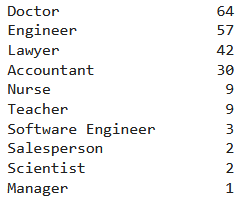 Doctor 64
Engineer 57
Lawyer 42
Accountant 30
Nurse 9
Teacher 9
Software Engineer 3
Salesperson 2
Scientist 2
Manager 1